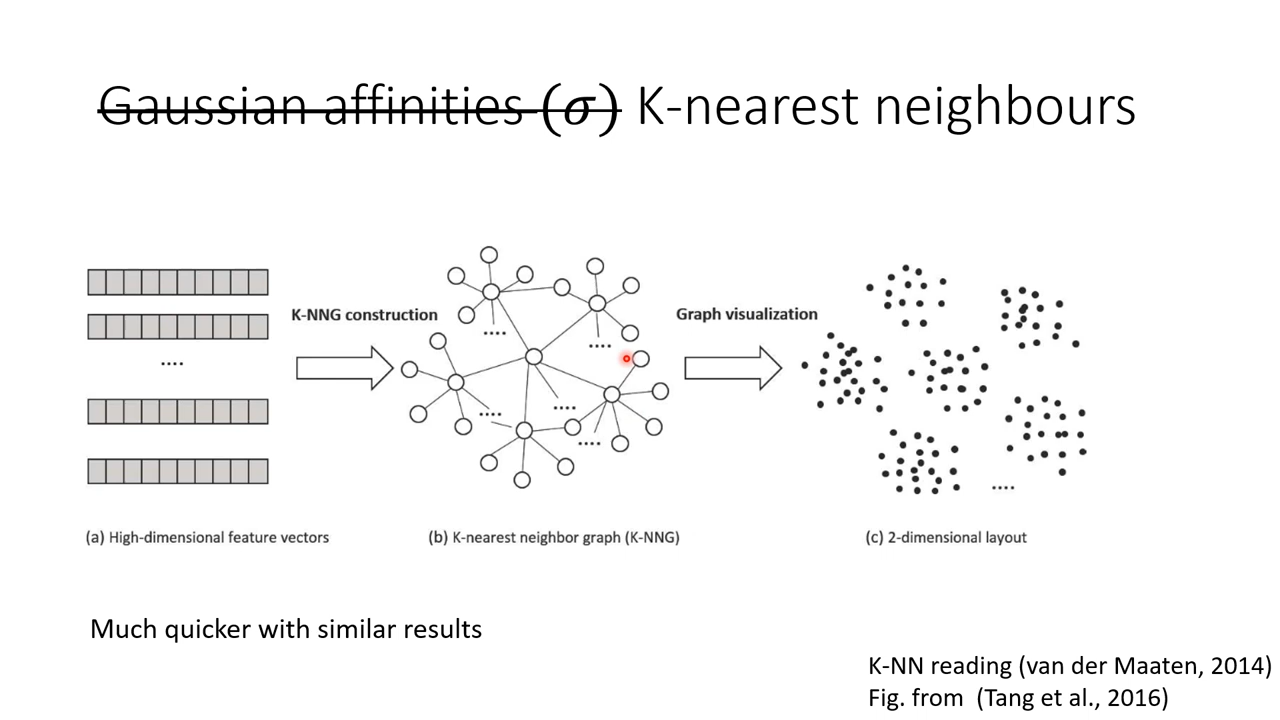 Gaussian affinities (σ) K-nearest neighbours
K-NNG construction
Graph visualization
....
....
....
....
....
....
....
(a) High-dimensional feature vectors
(b) K-nearest neighbor graph (K-NNG)
(c) 2-dimensional layout
Much quicker with similar results
K-NN reading (van der Maaten, 2014)
Fig. from (Tang et al., 2016)